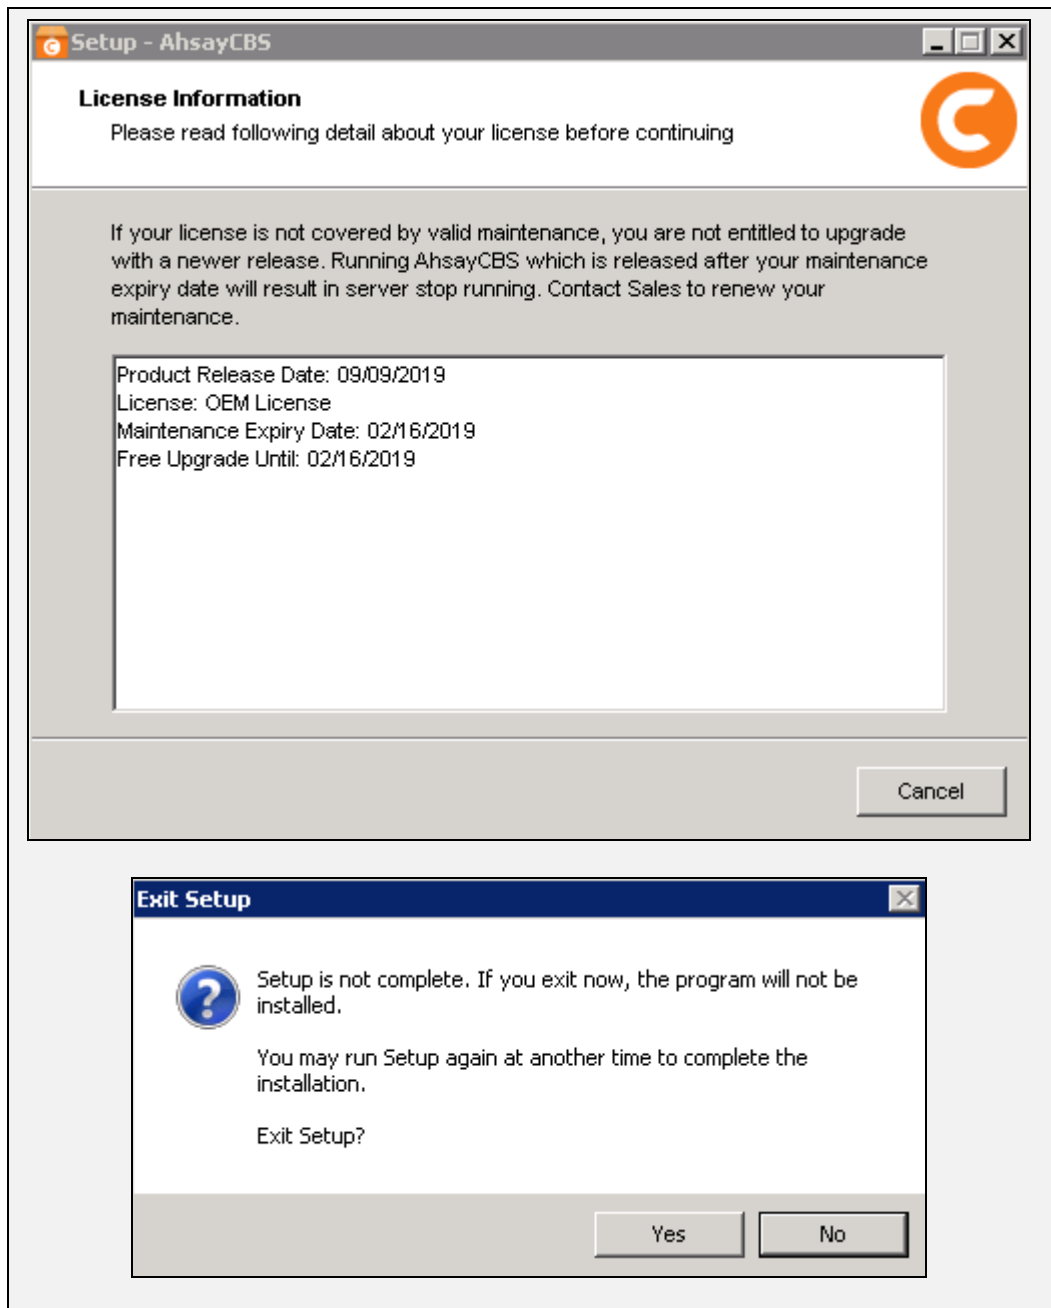 Setup - AhsayCBS
License Information
Please read following detail about your license before continuing
If your license is not covered by valid maintenance, you are not entitled to upgrade
with a newer release. Running AhsayCBS which is released after your maintenance
expiry date will result in server stop running. Contact Sales to renew your
maintenance.
Product Release Date: 09/09/2019
License: OEM License
Maintenance Expiry Date: 02/16/2019
Free Upgrade Until: 02/16/2019
Cancel
Exit Setup
Setup is not complete. If you exit now, the program will not be
installed.
You may run Setup again at another time to complete the
installation.
Exit Setup?
Yes
No